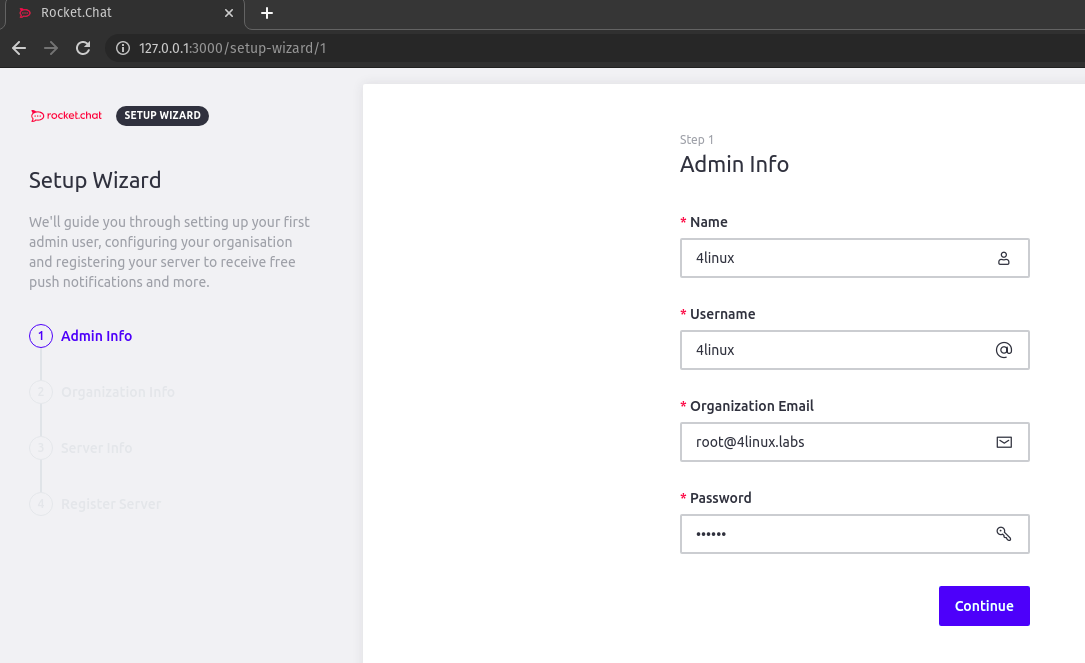 Rocket.Chat
127.0.0.1:3000/setup-wizard/1
rocket.chat SETUP WIZARD
Setup Wizard
We'll guide you through setting up your first
admin user, configuring your organisation
and registering your server to receive free
push notifications and more.
1 Admin Info
2 Organization Info
3 Server Info
4 Register Server
Step 1
Admin Info
* Name
4linux
* Username
4linux
* Organization Email
root@4linux.labs
* Password
••••••
Continue